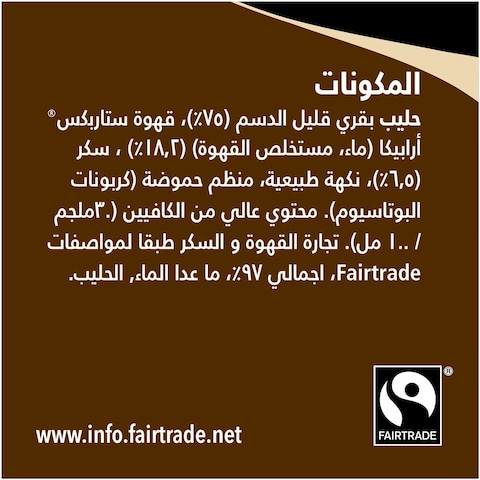 المكونات
حليب بقري قليل الدسم (٧٥٪)، قهوة ستاربكس®
أرابيكا (ماء، مستخلص القهوة) (١٨,٢٪) ، سكر
(٦,٥٪)، نكهة طبيعية، منظم حموضة (كربونات
البوتاسيوم). محتوي عالي من الكافيين (.٣ملجم
/ ..١ مل). تجارة القهوة و السكر طبقا لمواصفات
Fairtrade، اجمالي ٩٧٪، ما عدا الماء, الحليب.
®
FAIRTRADE
www.info.fairtrade.net